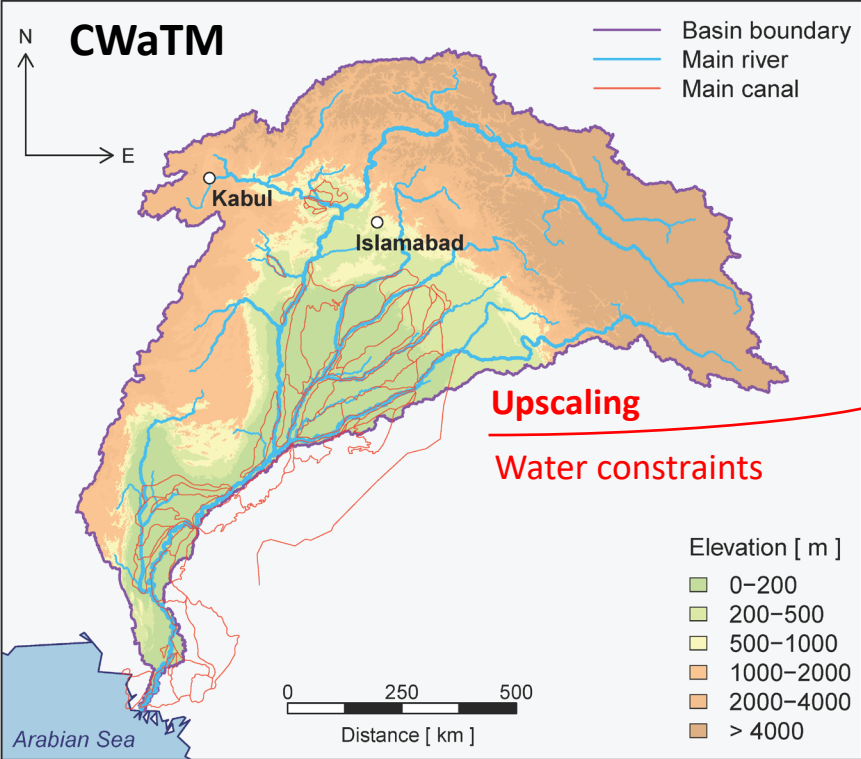 CWaTM
N
E
Basin boundary
Main river
Main canal
Kabul
Islamabad
Upscaling
Water constraints
Elevation [ m ]
0−200
200−500
500−1000
1000−2000
2000−4000
> 4000
0 250 500
Distance [ km ]
Arabian Sea